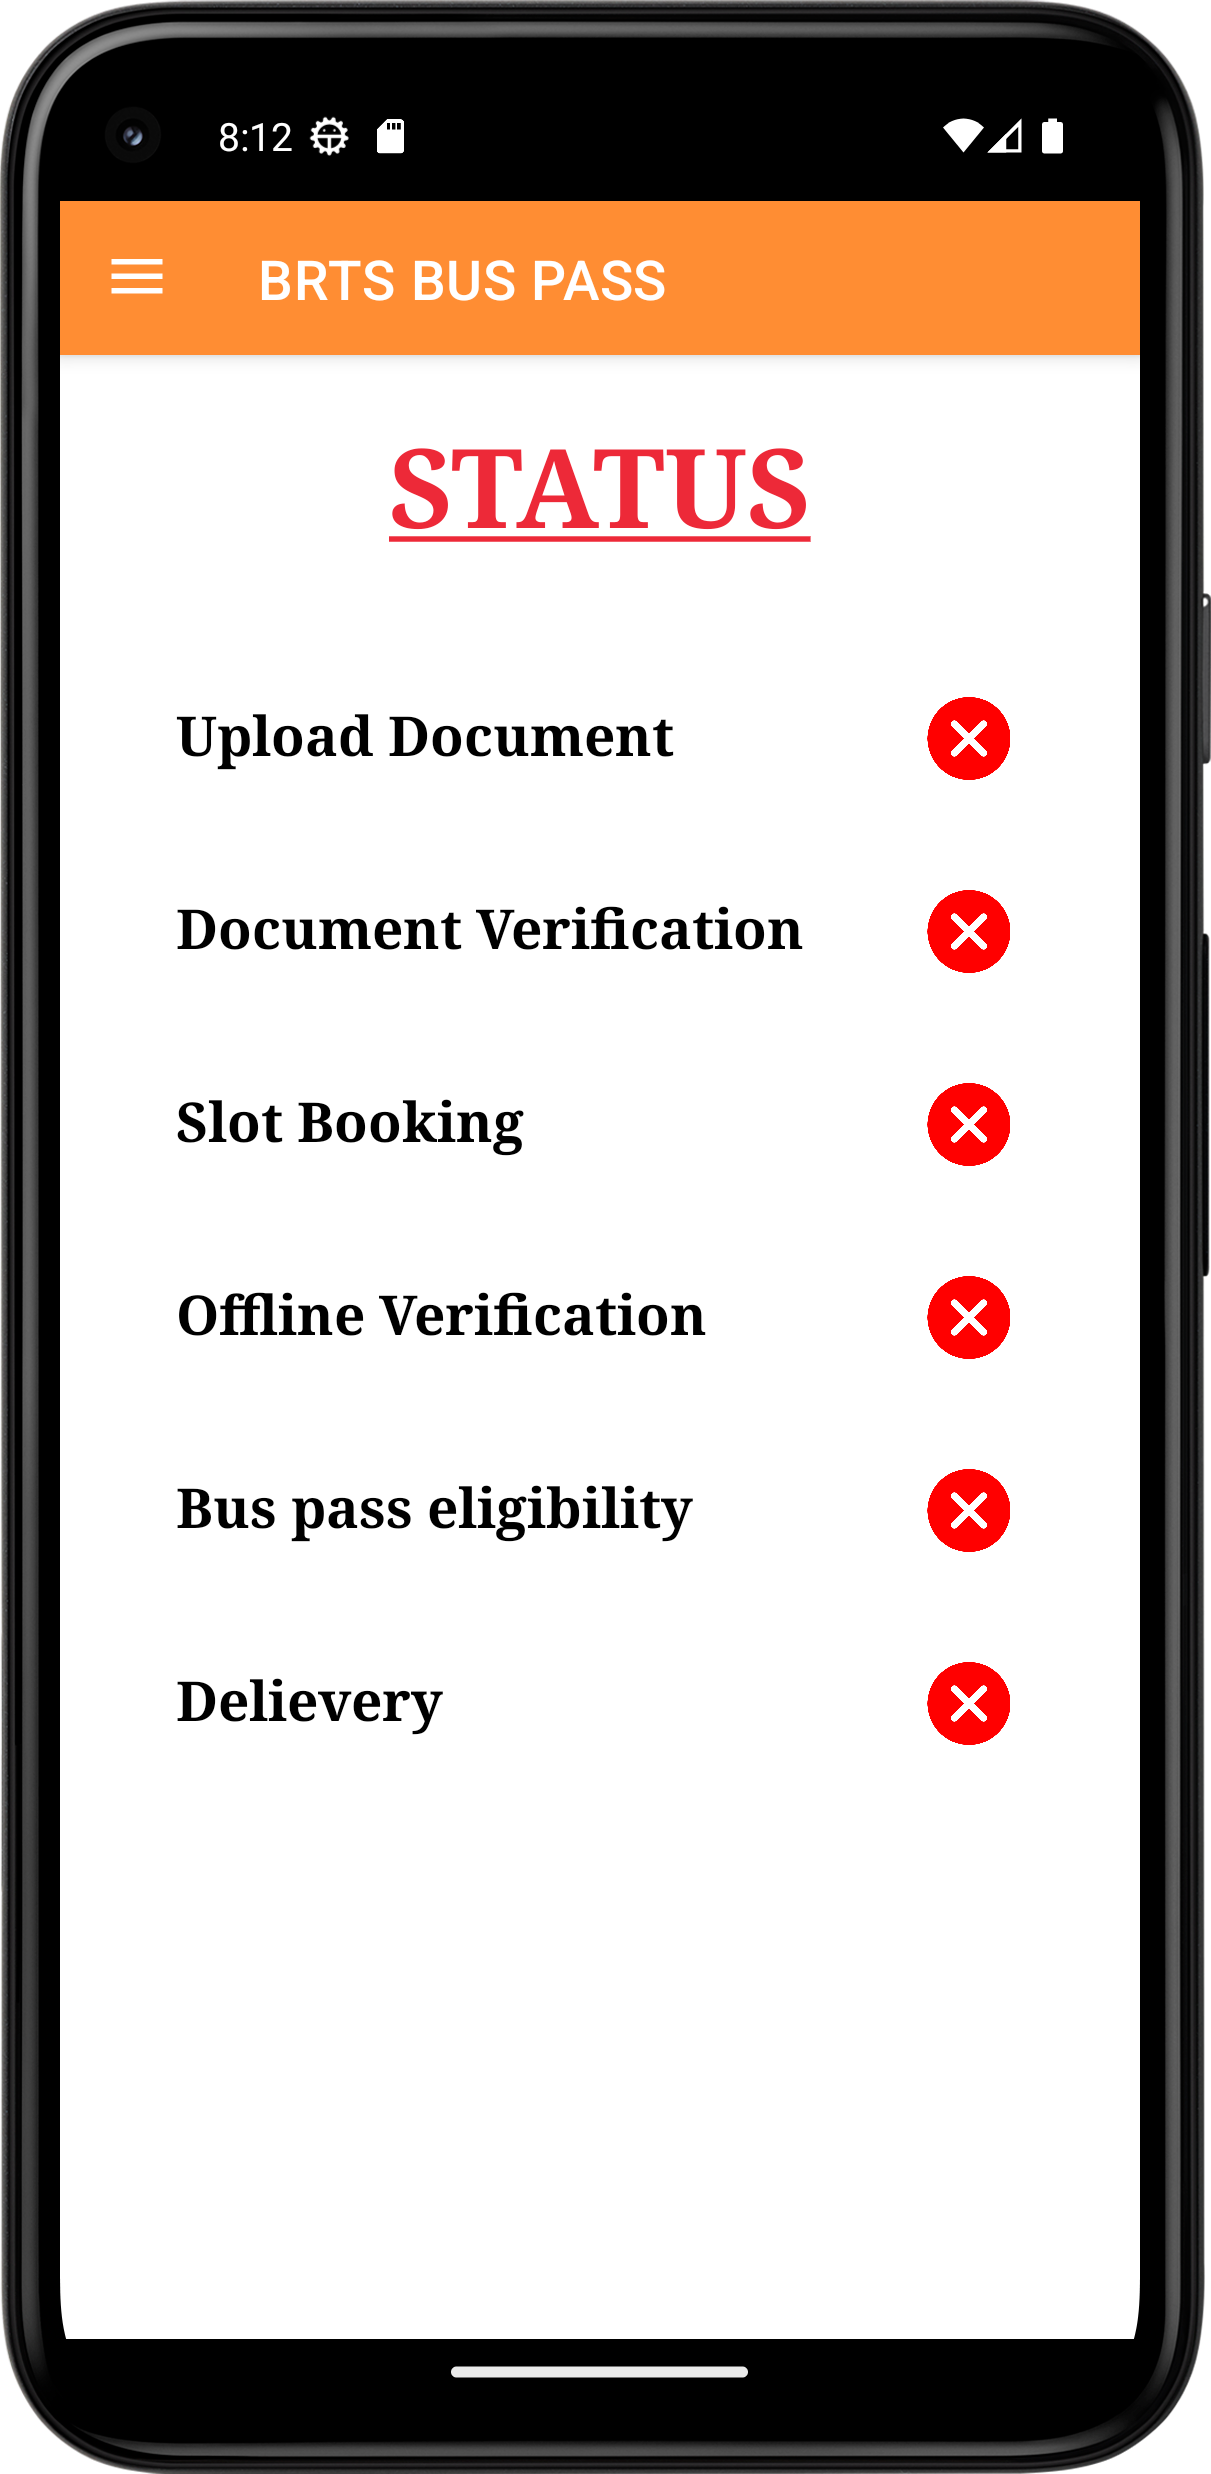 8:12
BRTS BUS PASS
STATUS
Upload Document
Document Verification
Slot Booking
Offline Verification
Bus pass eligibility
Delievery